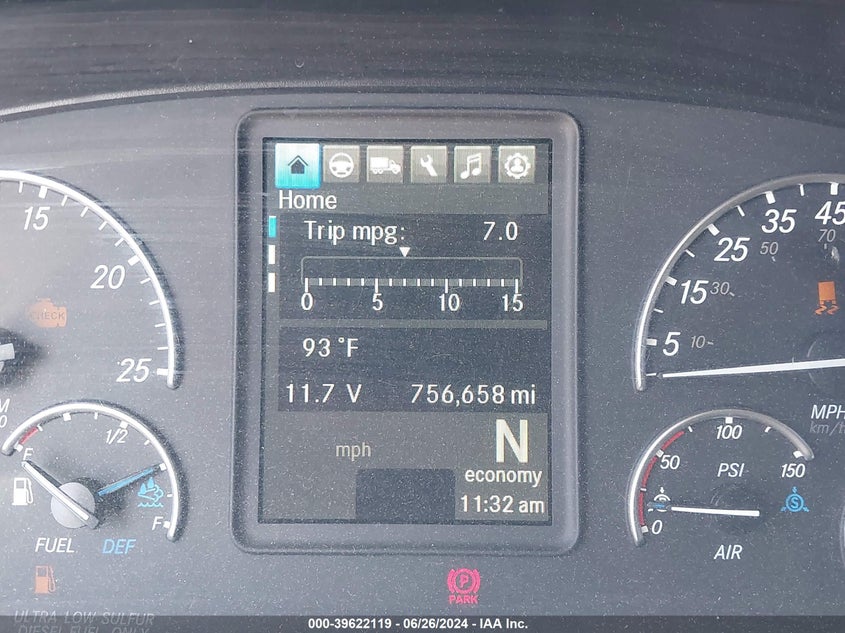 Home
Trip mpg: 7.0
0 5 10 15
93 °F
11.7 V 756,658 mi
mph
N
economy
11:32 am
15
20
25
CHECK
1/2
E
F
FUEL DEF
ULTRA LOW SULFUR
DIESEL FUEL ONLY
5
15
25
35
45
10
30
50
70
MPH
km/h
0
50
100
150
PSI
AIR
PARK
000-39622119 - 06/26/2024 - IAA Inc.